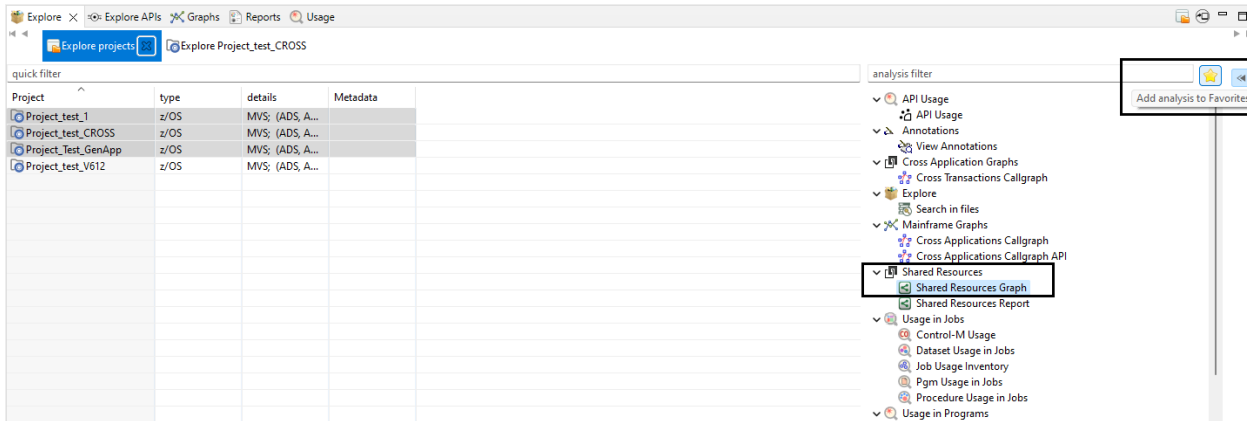 Explore Explore APIs Graphs Reports Usage
Explore projects Explore Project_test_CROSS
quick filter
Project type details Metadata
Project_test_1 z/OS MVS; (ADS, A...
Project_test_CROSS z/OS MVS; (ADS, A...
Project_Test_GenApp z/OS MVS; (ADS, A...
Project_test_V612 z/OS MVS; (ADS, A...
analysis filter
Add analysis to Favorites
API Usage
API Usage
Annotations
View Annotations
Cross Application Graphs
Cross Transactions Callgraph
Explore
Search in files
Mainframe Graphs
Cross Applications Callgraph
Cross Applications Callgraph API
Shared Resources
Shared Resources Graph
Shared Resources Report
Usage in Jobs
Control-M Usage
Dataset Usage in Jobs
Job Usage Inventory
Pgm Usage in Jobs
Procedure Usage in Jobs
Usage in Programs